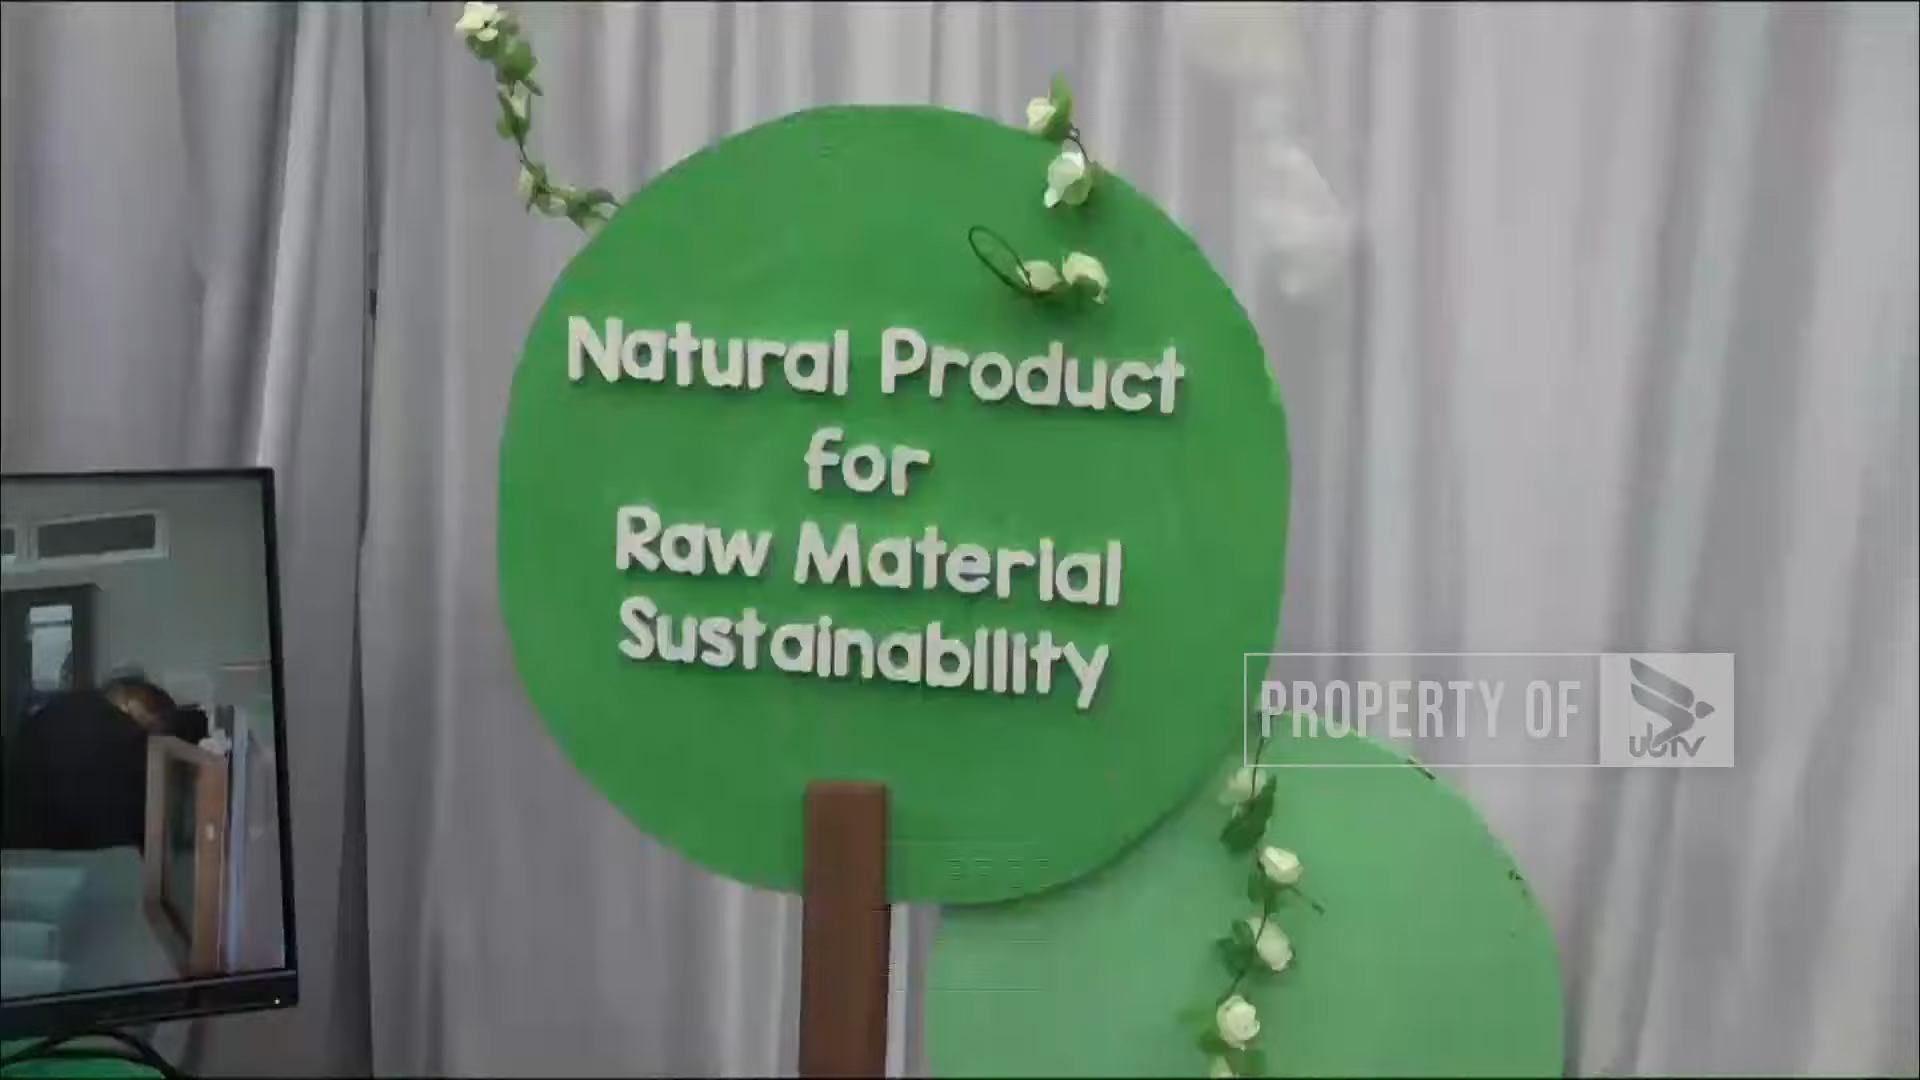 Natural Product
for
Raw Material
Sustainability
PROPERTY OF
UBTV